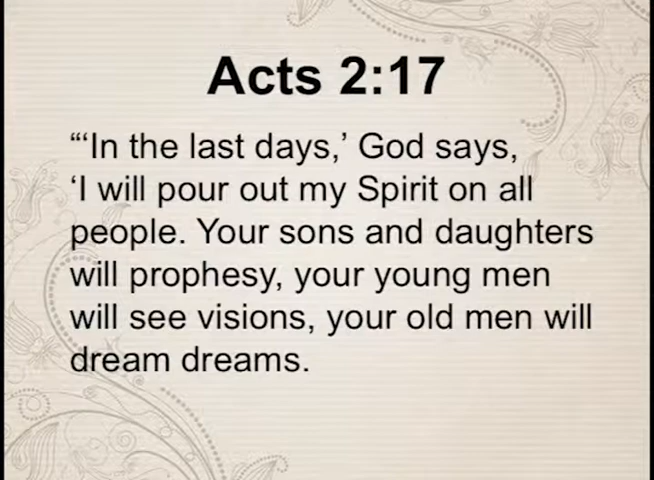 Acts 2:17
“‘In the last days,’ God says,
‘I will pour out my Spirit on all
people. Your sons and daughters
will prophesy, your young men
will see visions, your old men will
dream dreams.